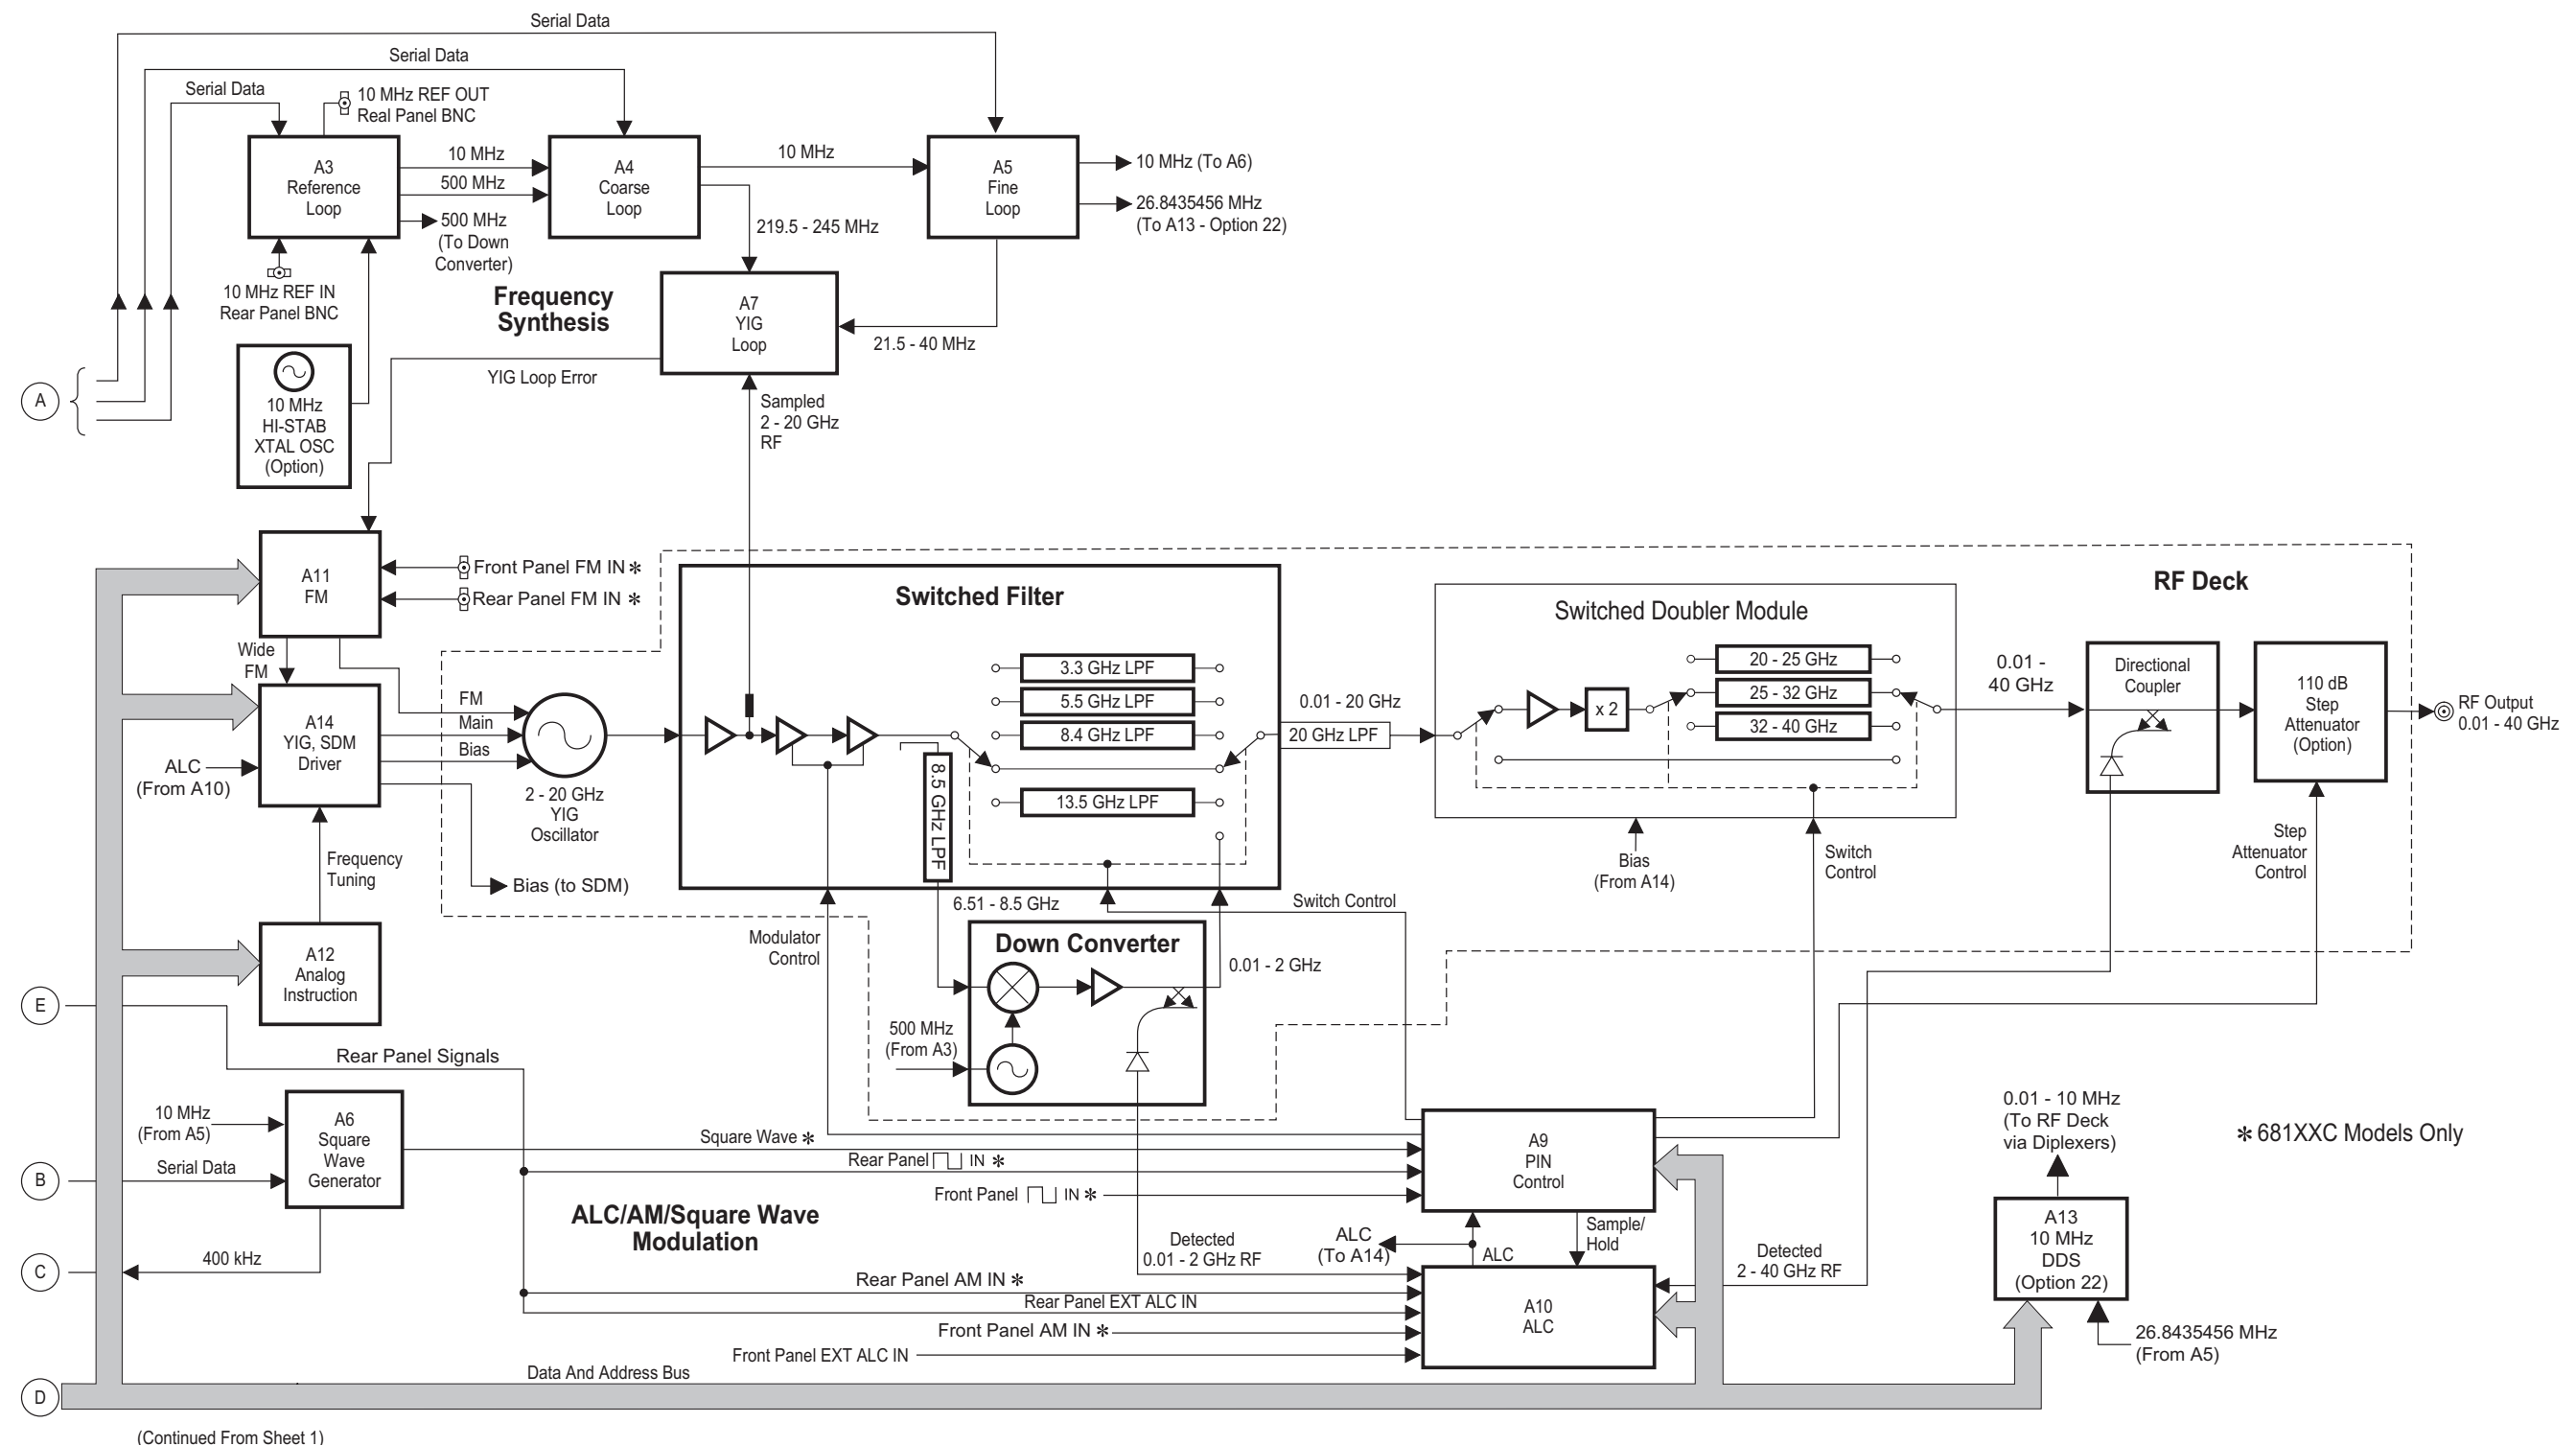 Serial Data
Serial Data
Serial Data
10 MHz REF OUT
Real Panel BNC
A3
Reference
Loop
10 MHz
500 MHz
500 MHz
(To Down
Converter)
A4
Coarse
Loop
10 MHz
219.5 - 245 MHz
A5
Fine
Loop
10 MHz (To A6)
26.8435456 MHz
(To A13 - Option 22)
10 MHz REF IN
Rear Panel BNC
Frequency
Synthesis
A7
YIG
Loop
21.5 - 40 MHz
YIG Loop Error
A
10 MHz
HI-STAB
XTAL OSC
(Option)
Sampled
2 - 20 GHz
RF
A11
FM
Front Panel FM IN *
Rear Panel FM IN *
Wide
FM
A14
YIG, SDM
Driver
ALC
(From A10)
FM
Main
Bias
2 - 20 GHz
YIG
Oscillator
Frequency
Tuning
Bias (to SDM)
A12
Analog
Instruction
Switched Filter
3.3 GHz LPF
5.5 GHz LPF
8.4 GHz LPF
13.5 GHz LPF
8.5 GHz LPF
0.01 - 20 GHz
20 GHz LPF
Switched Doubler Module
x 2
20 - 25 GHz
25 - 32 GHz
32 - 40 GHz
Bias
(From A14)
Switch
Control
RF Deck
0.01 -
40 GHz
Directional
Coupler
110 dB
Step
Attenuator
(Option)
RF Output
0.01 - 40 GHz
Step
Attenuator
Control
6.51 - 8.5 GHz
Switch Control
Modulator
Control
Down Converter
0.01 - 2 GHz
500 MHz
(From A3)
E
Rear Panel Signals
10 MHz
(From A5)
A6
Square
Wave
Generator
B
Serial Data
C
400 kHz
Square Wave *
Rear Panel IN *
Front Panel IN *
ALC/AM/Square Wave
Modulation
A9
PIN
Control
Detected
0.01 - 2 GHz RF
ALC
(To A14)
ALC
Sample/
Hold
Rear Panel AM IN *
Rear Panel EXT ALC IN
Front Panel AM IN *
Front Panel EXT ALC IN
A10
ALC
Detected
2 - 40 GHz RF
0.01 - 10 MHz
(To RF Deck
via Diplexers)
* 681XXC Models Only
A13
10 MHz
DDS
(Option 22)
26.8435456 MHz
(From A5)
D
Data And Address Bus
(Continued From Sheet 1)